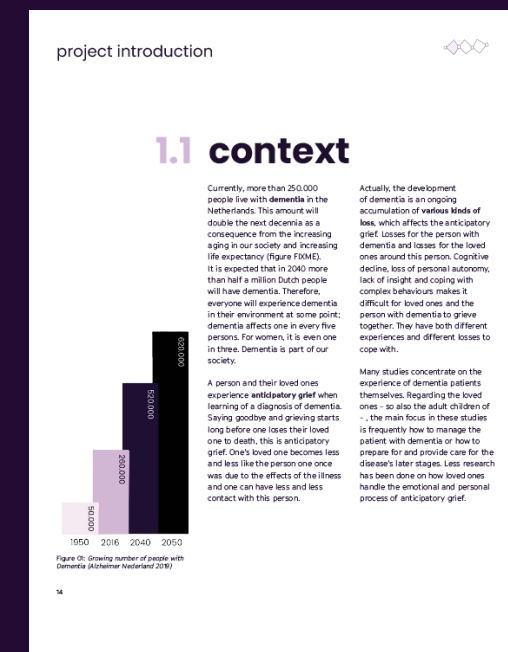 project introduction
1.1 context
Currently, more than 250.000
people live with dementia in the
Netherlands. This amount will
double the next decennia as a
consequence from the increasing
aging in our society and increasing
life expectancy (figure FIXME).
It is expected that in 2040 more
than half a million Dutch people
will have dementia. Therefore,
everyone will experience dementia
in their environment at some point;
dementia affects one in every five
persons. For women, it is even one
in three. Dementia is part of our
society.
A person and their loved ones
experience anticipatory grief when
learning of a diagnosis of dementia.
Saying goodbye and grieving starts
long before one loses their loved
one to death, this is anticipatory
grief. One's loved one becomes less
and less like the person one once
was due to the effects of the illness
and one can have less and less
contact with this person.
Actually, the development
of dementia is an ongoing
accumulation of various kinds of
loss, which affects the anticipatory
grief. Losses for the person with
dementia and losses for the loved
ones around this person. Cognitive
decline, loss of personal autonomy,
lack of insight and coping with
complex behaviours makes it
difficult for loved ones and the
person with dementia to grieve
together. They have both different
experiences and different losses to
cope with.
Many studies concentrate on the
experience of dementia patients
themselves. Regarding the loved
ones - so also the adult children of
- , the main focus in these studies
is frequently how to manage the
patient with dementia or how to
prepare for and provide care for the
disease's later stages. Less research
has been done on how loved ones
handle the emotional and personal
process of anticipatory grief.
50.000
260.000
520.000
620.000
1950 2016 2040 2050
Figure 01: Growing number of people with
Dementia (Alzheimer Nederland 2019)
14